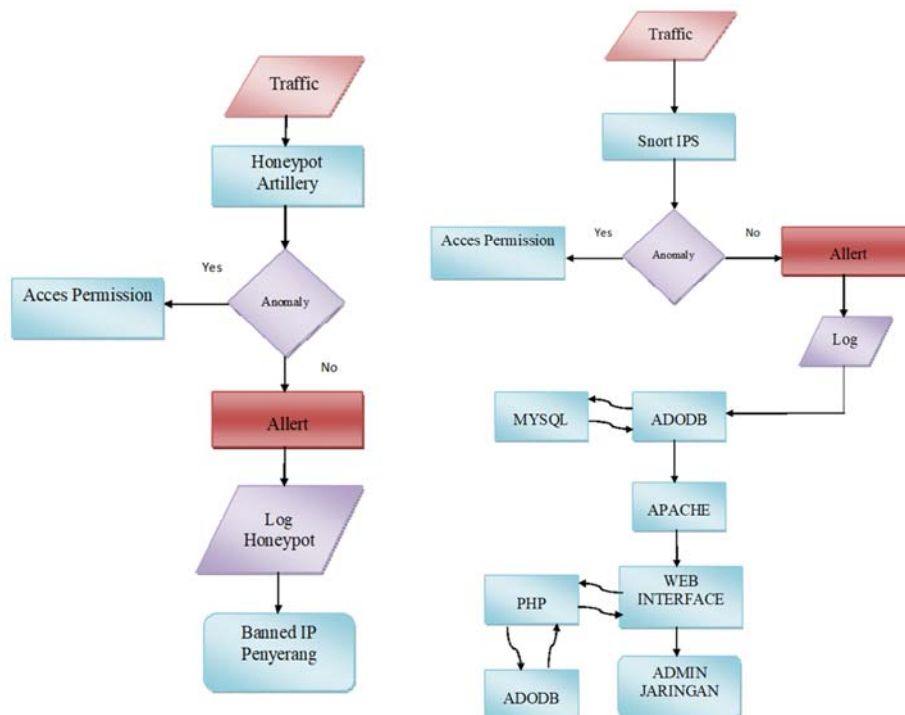 Traffic
Honeypot
Artillery
Yes
Acces Permission
Anomaly
No
Allert
Log
Honeypot
Banned IP
Penyerang
Traffic
Snort IPS
Acces Permission
Yes
Anomaly
No
Allert
Log
MYSQL
ADODB
APACHE
WEB
INTERFACE
PHP
ADODB
ADMIN
JARINGAN